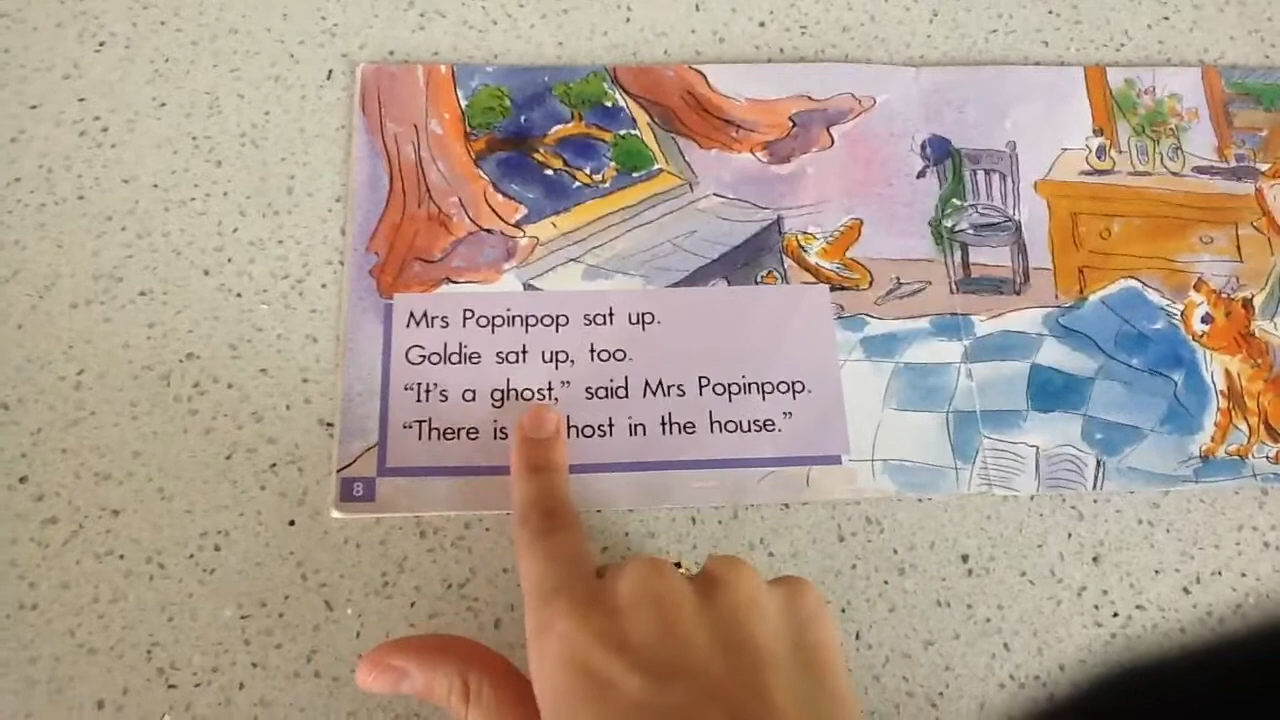 Mrs Popinpop sat up.
Goldie sat up, too.
“It's a ghost,” said Mrs Popinpop.
“There is host in the house.”
8